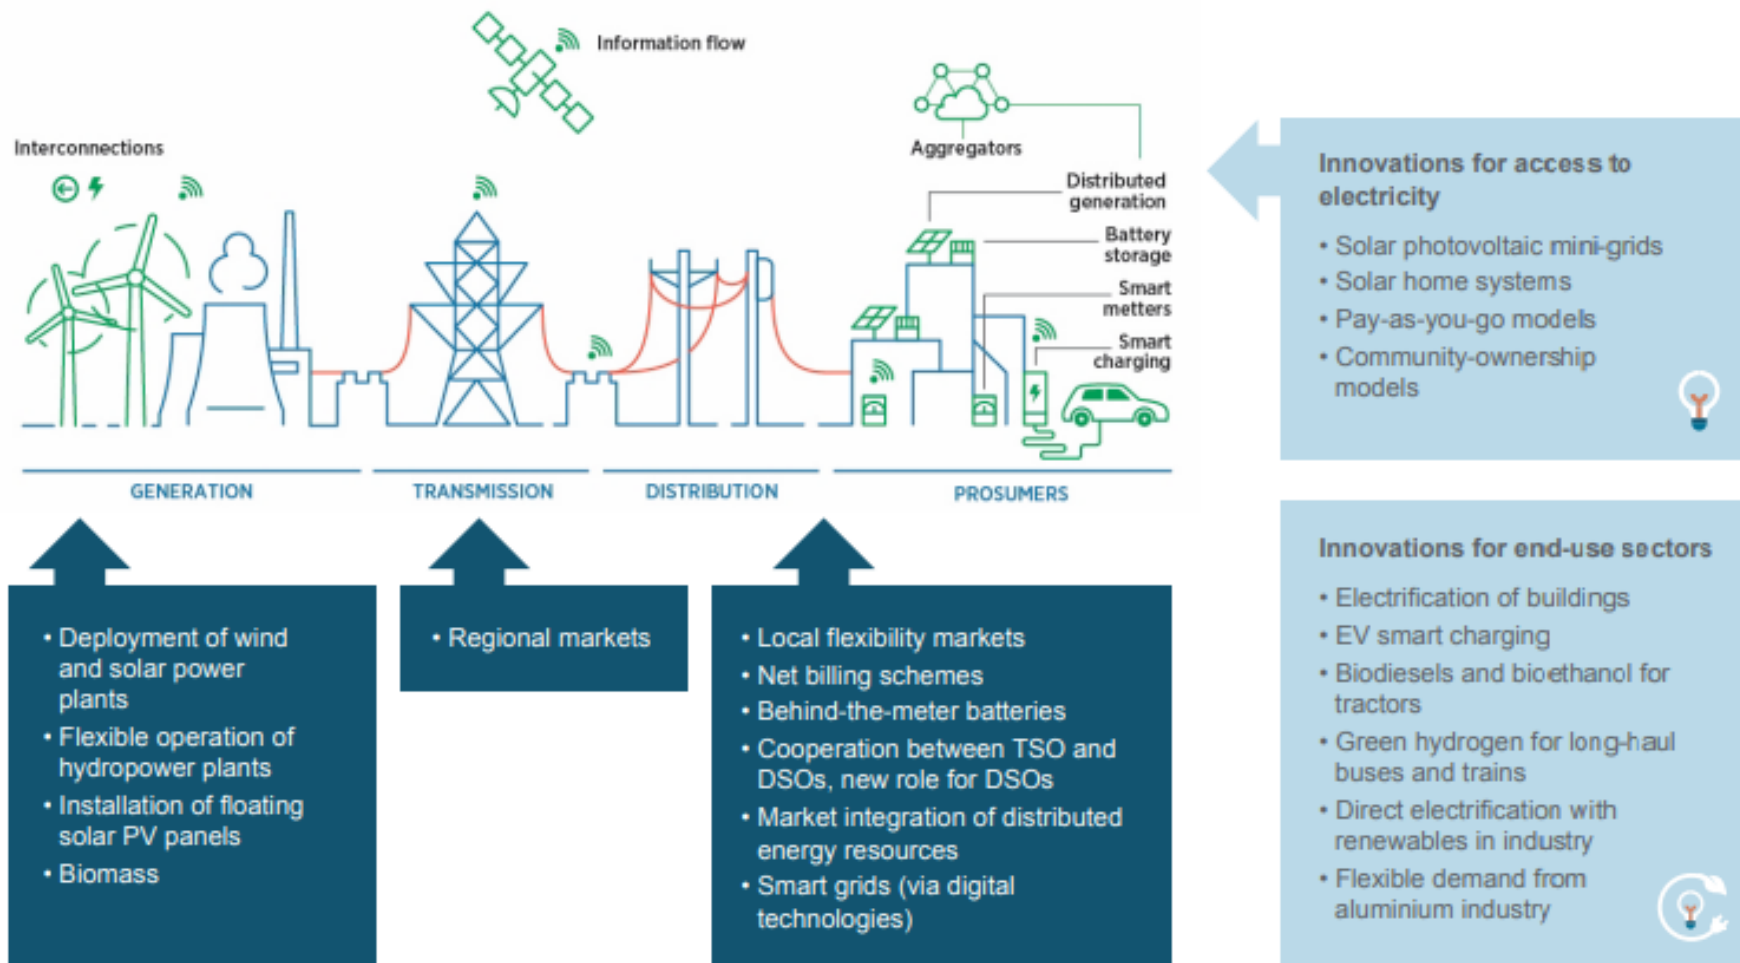 Information flow
Interconnections
Aggregators
Distributed
generation
Battery
storage
Smart
metters
Smart
charging
GENERATION
TRANSMISSION
DISTRIBUTION
PROSUMERS
• Deployment of wind
and solar power
plants
• Flexible operation of
hydropower plants
• Installation of floating
solar PV panels
• Biomass
• Regional markets
• Local flexibility markets
• Net billing schemes
• Behind-the-meter batteries
• Cooperation between TSO and
DSOs, new role for DSOs
• Market integration of distributed
energy resources
• Smart grids (via digital
technologies)
Innovations for access to
electricity
• Solar photovoltaic mini-grids
• Solar home systems
• Pay-as-you-go models
• Community-ownership
models
Innovations for end-use sectors
• Electrification of buildings
• EV smart charging
• Biodiesels and bioethanol for
tractors
• Green hydrogen for long-haul
buses and trains
• Direct electrification with
renewables in industry
• Flexible demand from
aluminium industry